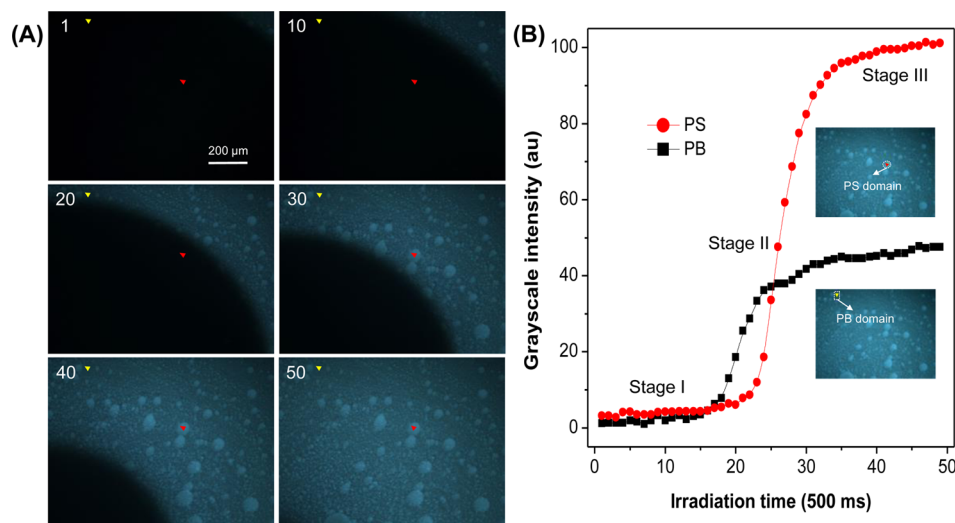 (A)
1
10
200 µm
20
30
40
50
(B)
Grayscale intensity (au)
100
80
60
40
20
0
PS
PB
Stage I
Stage II
Stage III
PS domain
PB domain
0
10
20
30
40
50
Irradiation time (500 ms)